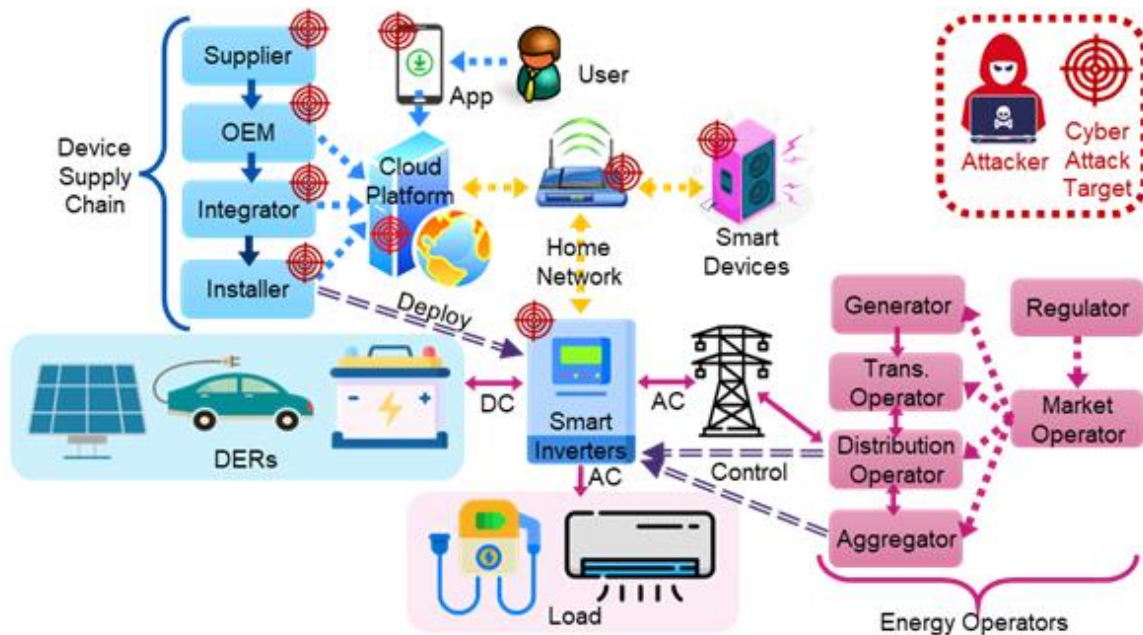 Supplier
OEM
Integrator
Installer
Device
Supply
Chain
App
User
Cloud
Platform
Home
Network
Smart
Devices
Attacker
Cyber
Attack
Target
Deploy
DERs
DC
Smart
Inverters
AC
AC
Control
Load
Generator
Regulator
Trans.
Operator
Market
Operator
Distribution
Operator
Aggregator
Energy Operators